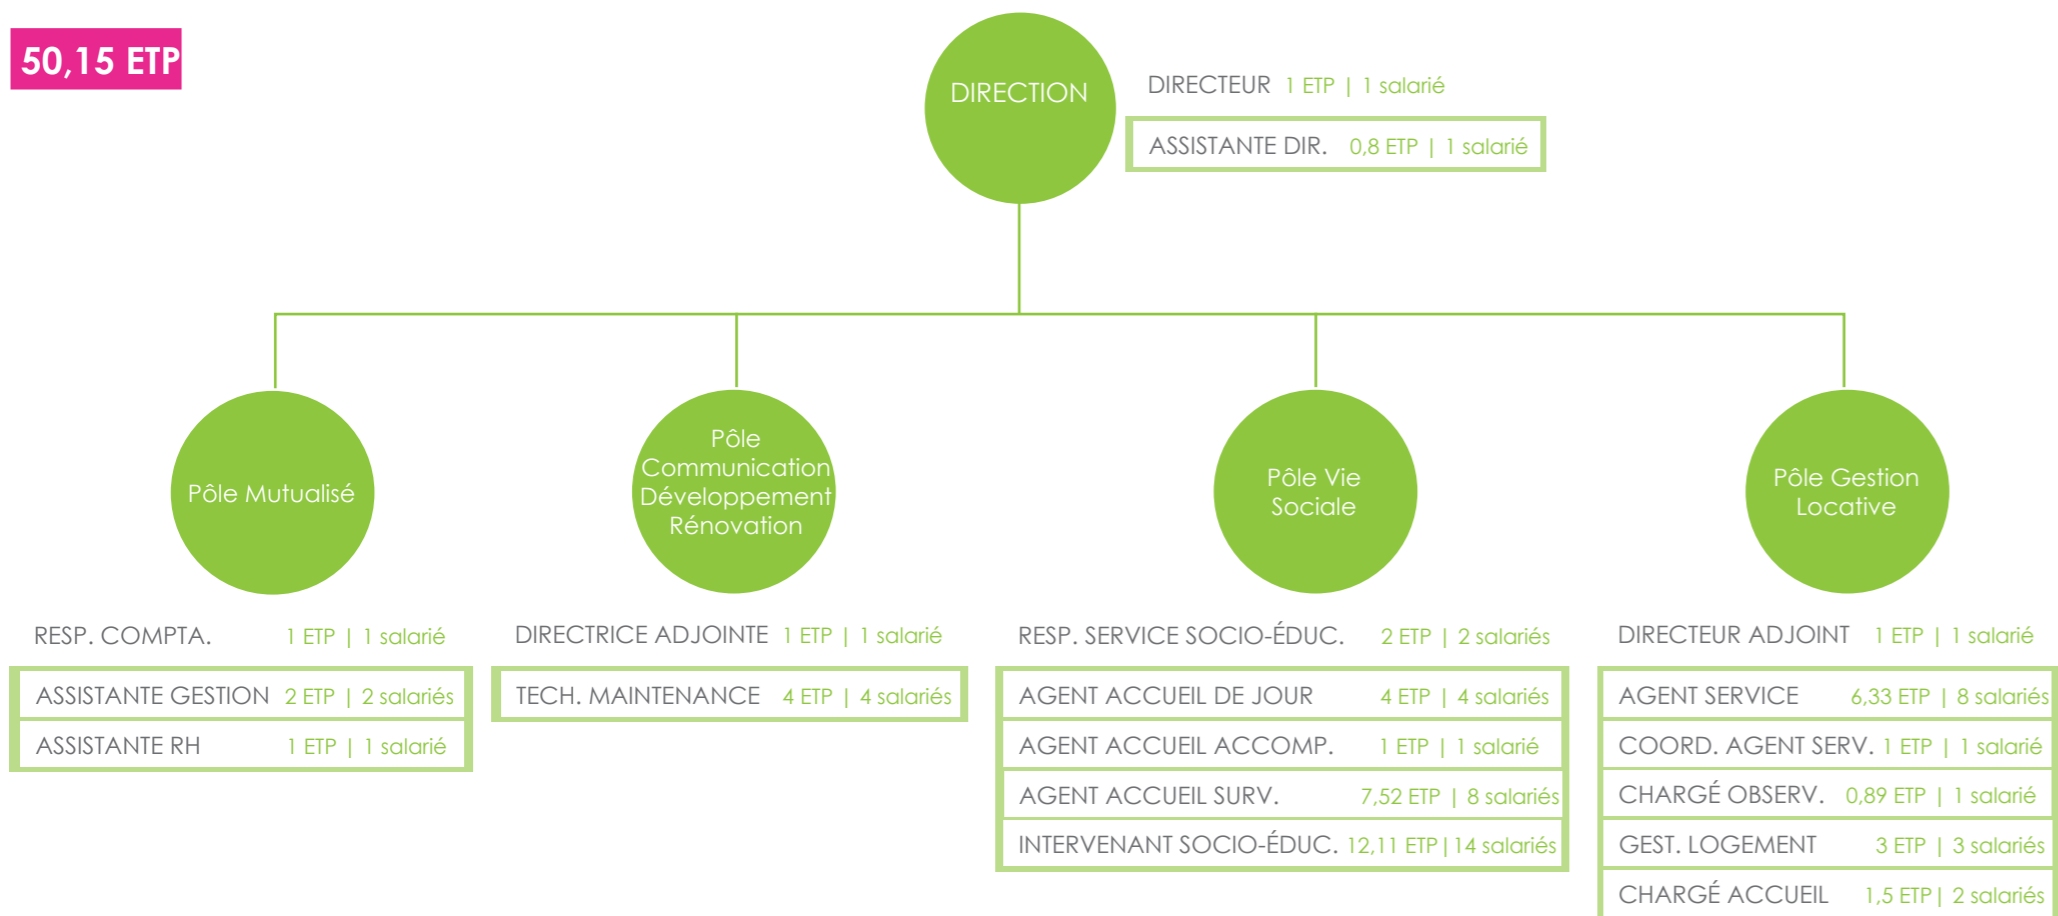 50,15 ETP
DIRECTION
DIRECTEUR 1 ETP | 1 salarié
ASSISTANTE DIR. 0,8 ETP | 1 salarié
Pôle Mutualisé
Pôle
Communication
Développement
Rénovation
Pôle Vie
Sociale
Pôle Gestion
Locative
RESP. COMPTA. 1 ETP | 1 salarié
ASSISTANTE GESTION 2 ETP | 2 salariés
ASSISTANTE RH 1 ETP | 1 salarié
DIRECTRICE ADJOINTE 1 ETP | 1 salarié
TECH. MAINTENANCE 4 ETP | 4 salariés
RESP. SERVICE SOCIO-ÉDUC. 2 ETP | 2 salariés
AGENT ACCUEIL DE JOUR 4 ETP | 4 salariés
AGENT ACCUEIL ACCOMP. 1 ETP | 1 salarié
AGENT ACCUEIL SURV. 7,52 ETP | 8 salariés
INTERVENANT SOCIO-ÉDUC. 12,11 ETP | 14 salariés
DIRECTEUR ADJOINT 1 ETP | 1 salarié
AGENT SERVICE 6,33 ETP | 8 salariés
COORD. AGENT SERV. 1 ETP | 1 salarié
CHARGÉ OBSERV. 0,89 ETP | 1 salarié
GEST. LOGEMENT 3 ETP | 3 salariés
CHARGÉ ACCUEIL 1,5 ETP | 2 salariés